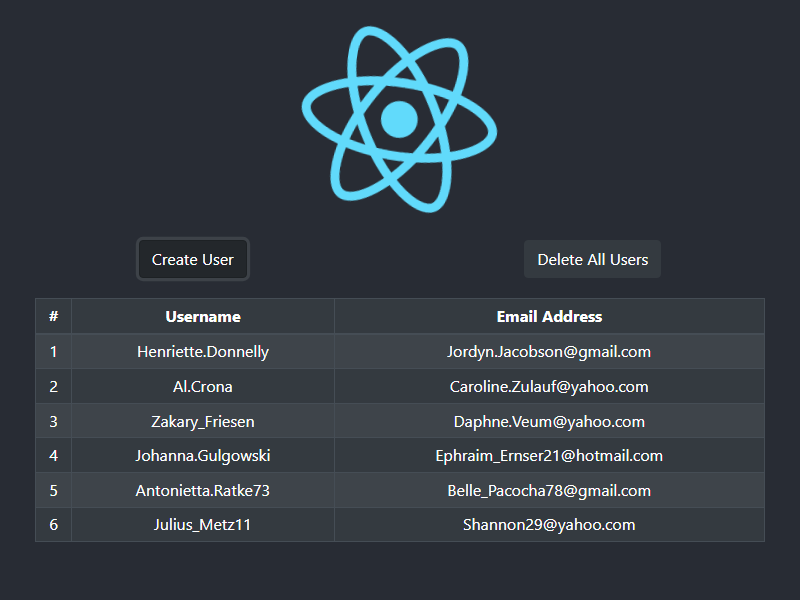 Create User Delete All Users
# Username Email Address
1 Henriette.Donnelly Jordyn.Jacobson@gmail.com
2 Al.Crona Caroline.Zulauf@yahoo.com
3 Zakary_Friesen Daphne.Veum@yahoo.com
4 Johanna.Gulgowski Ephraim_Ernser21@hotmail.com
5 Antonietta.Ratke73 Belle_Pacocha78@gmail.com
6 Julius_Metz11 Shannon29@yahoo.com